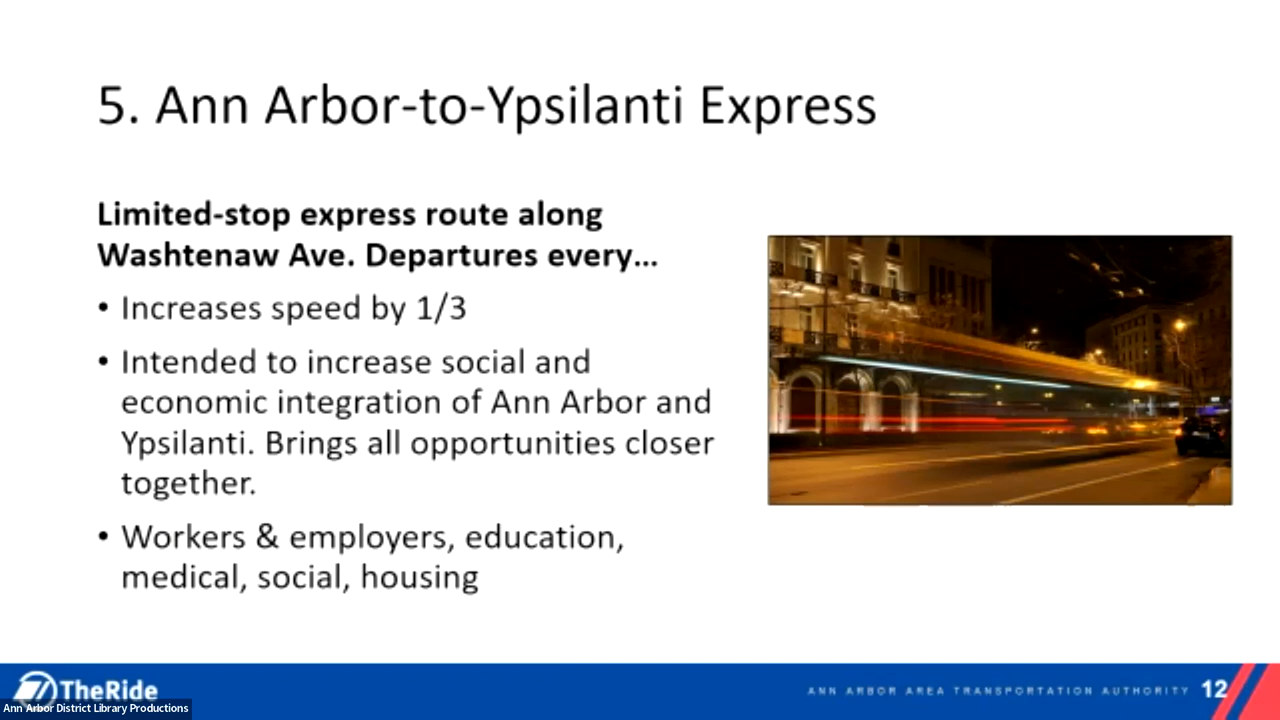 5. Ann Arbor-to-Ypsilanti Express
Limited-stop express route along
Washtenaw Ave. Departures every…
• Increases speed by 1/3
• Intended to increase social and
economic integration of Ann Arbor and
Ypsilanti. Brings all opportunities closer
together.
• Workers & employers, education,
medical, social, housing
TheRide
ANN ARBOR AREA TRANSPORTATION AUTHORITY 12
Ann Arbor District Library Productions